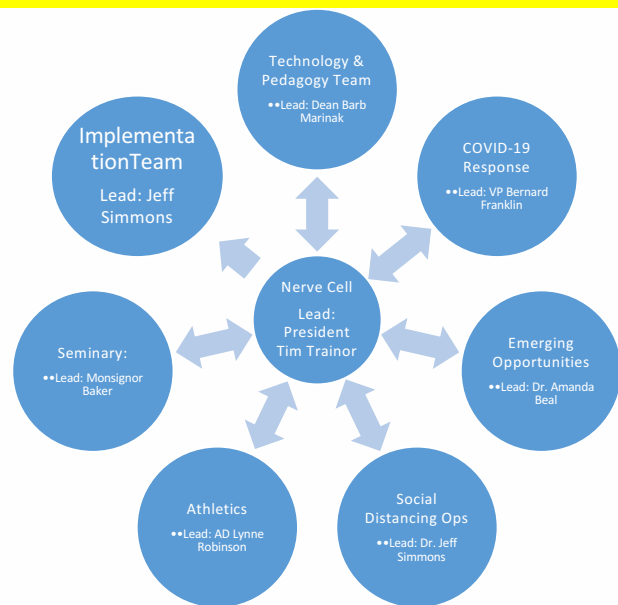 Technology &
Pedagogy Team
••Lead: Dean Barb
Marinak
COVID-19
Response
••Lead: VP Bernard
Franklin
Emerging
Opportunities
••Lead: Dr. Amanda
Beal
Social
Distancing Ops
••Lead: Dr. Jeff
Simmons
Athletics
••Lead: AD Lynne
Robinson
Seminary:
••Lead: Monsignor
Baker
Implementa
tionTeam
Lead: Jeff
Simmons
Nerve Cell
Lead:
President
Tim Trainor